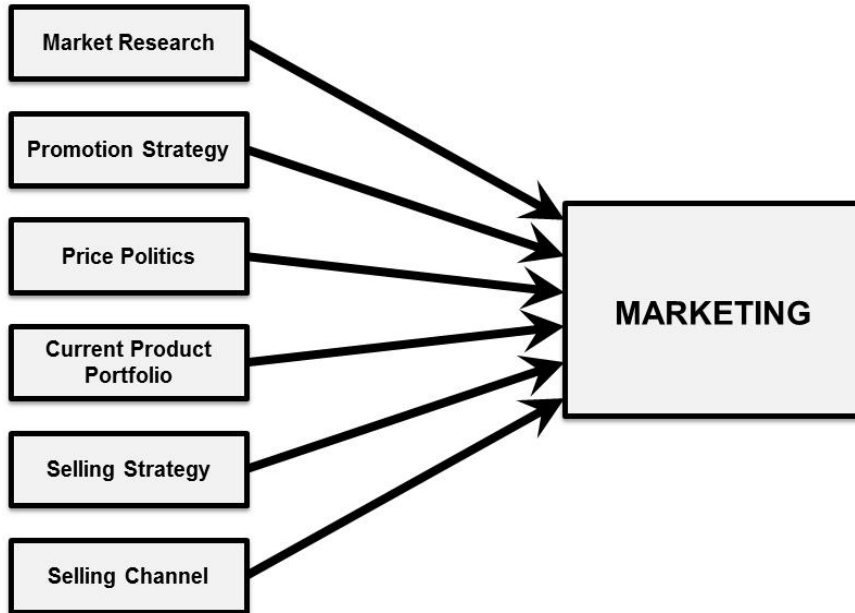 Market Research
Promotion Strategy
Price Politics
Current Product
Portfolio
Selling Strategy
Selling Channel
MARKETING